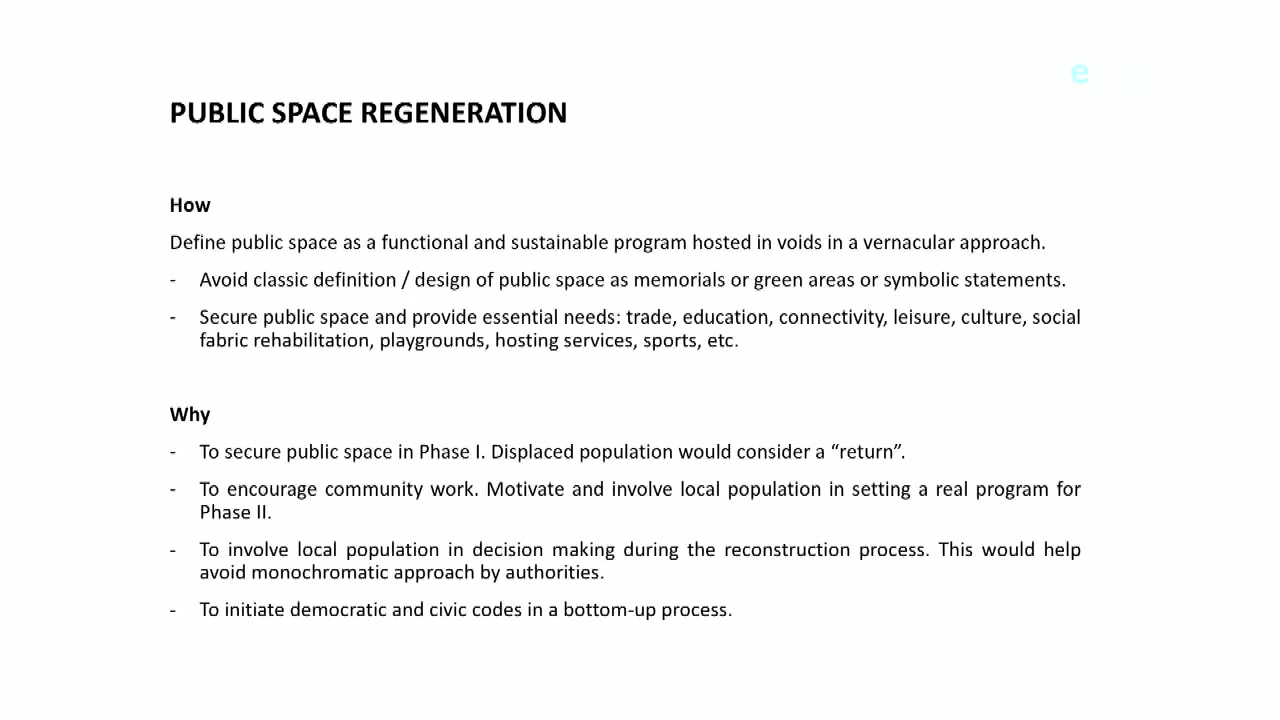 e
PUBLIC SPACE REGENERATION
How
Define public space as a functional and sustainable program hosted in voids in a vernacular approach.
- Avoid classic definition / design of public space as memorials or green areas or symbolic statements.
- Secure public space and provide essential needs: trade, education, connectivity, leisure, culture, social
fabric rehabilitation, playgrounds, hosting services, sports, etc.
Why
- To secure public space in Phase I. Displaced population would consider a “return”.
- To encourage community work. Motivate and involve local population in setting a real program for
Phase II.
- To involve local population in decision making during the reconstruction process. This would help
avoid monochromatic approach by authorities.
- To initiate democratic and civic codes in a bottom-up process.